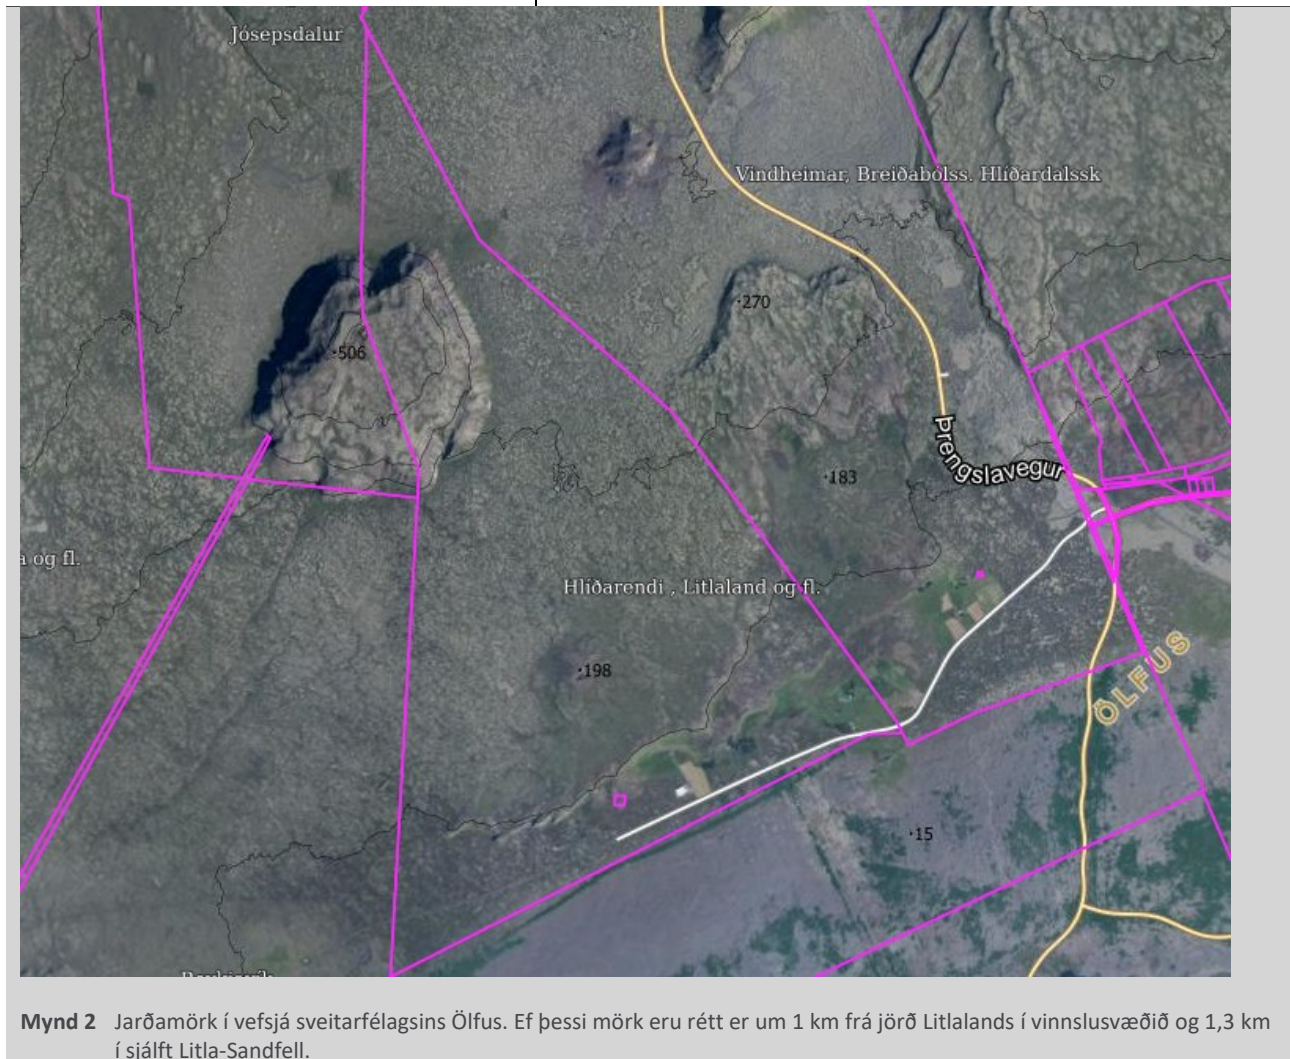 Jósepsdalur
Vindheimar, Breiðabólss. Hlíðardalssk
270
506
Þrengslavegur
183
a og fl.
Hlíðarendi , Litlaland og fl.
198
ÖLFUS
15
Mynd 2 Jarðamörk í vefsjá sveitarfélagsins Ölfus. Ef þessi mörk eru rétt er um 1 km frá jörð Litlalands í vinnslusvæðið og 1,3 km
í sjálft Litla-Sandfell.